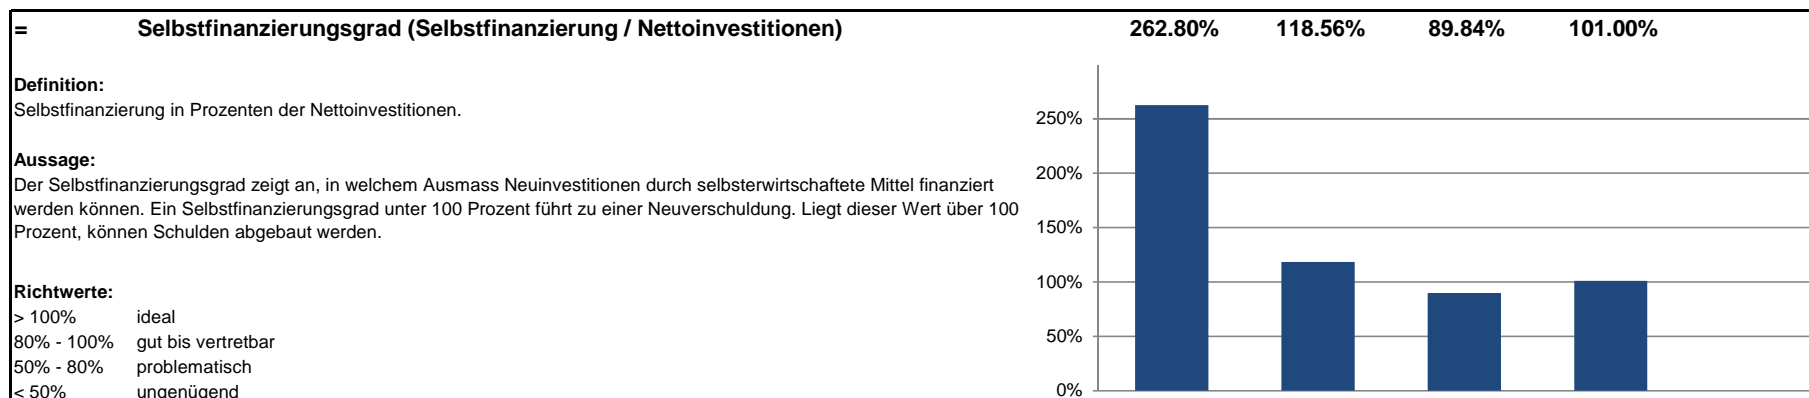 = Selbstfinanzierungsgrad (Selbstfinanzierung / Nettoinvestitionen) 262.80% 118.56% 89.84% 101.00%
Definition:
Selbstfinanzierung in Prozenten der Nettoinvestitionen.
Aussage:
Der Selbstfinanzierungsgrad zeigt an, in welchem Ausmass Neuinvestitionen durch selbsterwirtschaftete Mittel finanziert
werden können. Ein Selbstfinanzierungsgrad unter 100 Prozent führt zu einer Neuverschuldung. Liegt dieser Wert über 100
Prozent, können Schulden abgebaut werden.
Richtwerte:
> 100% ideal
80% - 100% gut bis vertretbar
50% - 80% problematisch
< 50% ungenügend
250%
200%
150%
100%
50%
0%